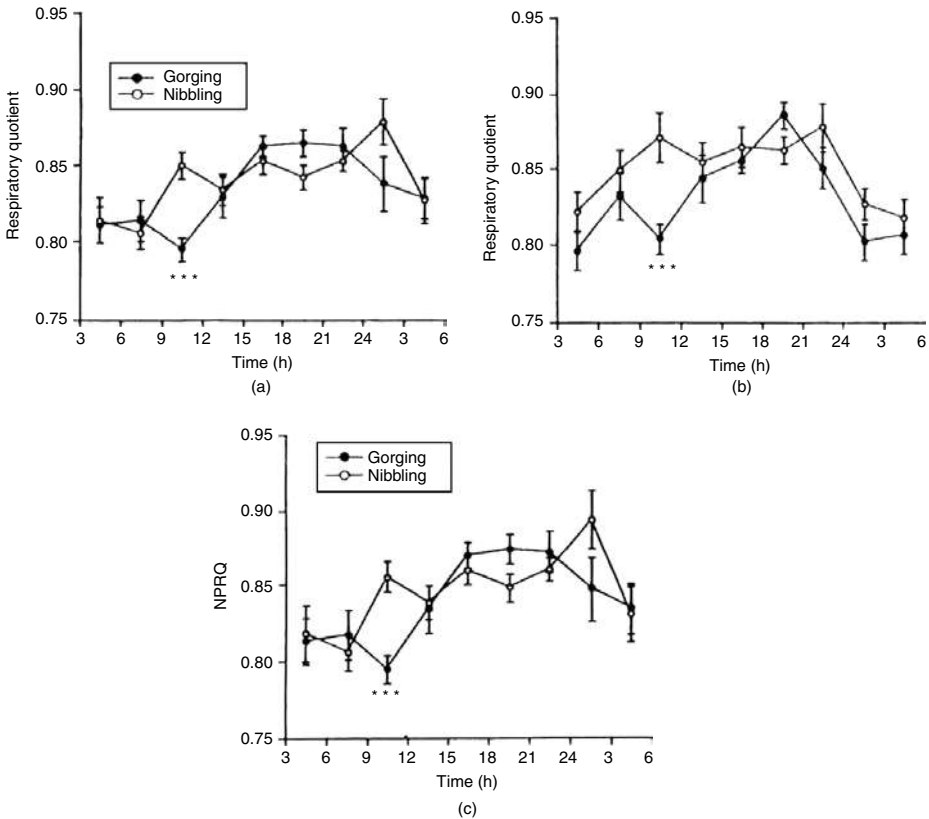 0.95
0.90
0.85
0.80
0.75
Respiratory quotient
Gorging
Nibbling
* * *
3 6 9 12 15 18 21 24 3 6
Time (h)
(a)
0.95
0.90
0.85
0.80
0.75
Respiratory quotient
* * *
3 6 9 12 15 18 21 24 3 6
Time (h)
(b)
0.95
0.90
0.85
0.80
0.75
NPRQ
Gorging
Nibbling
* * *
3 6 9 12 15 18 21 24 3 6
Time (h)
(c)